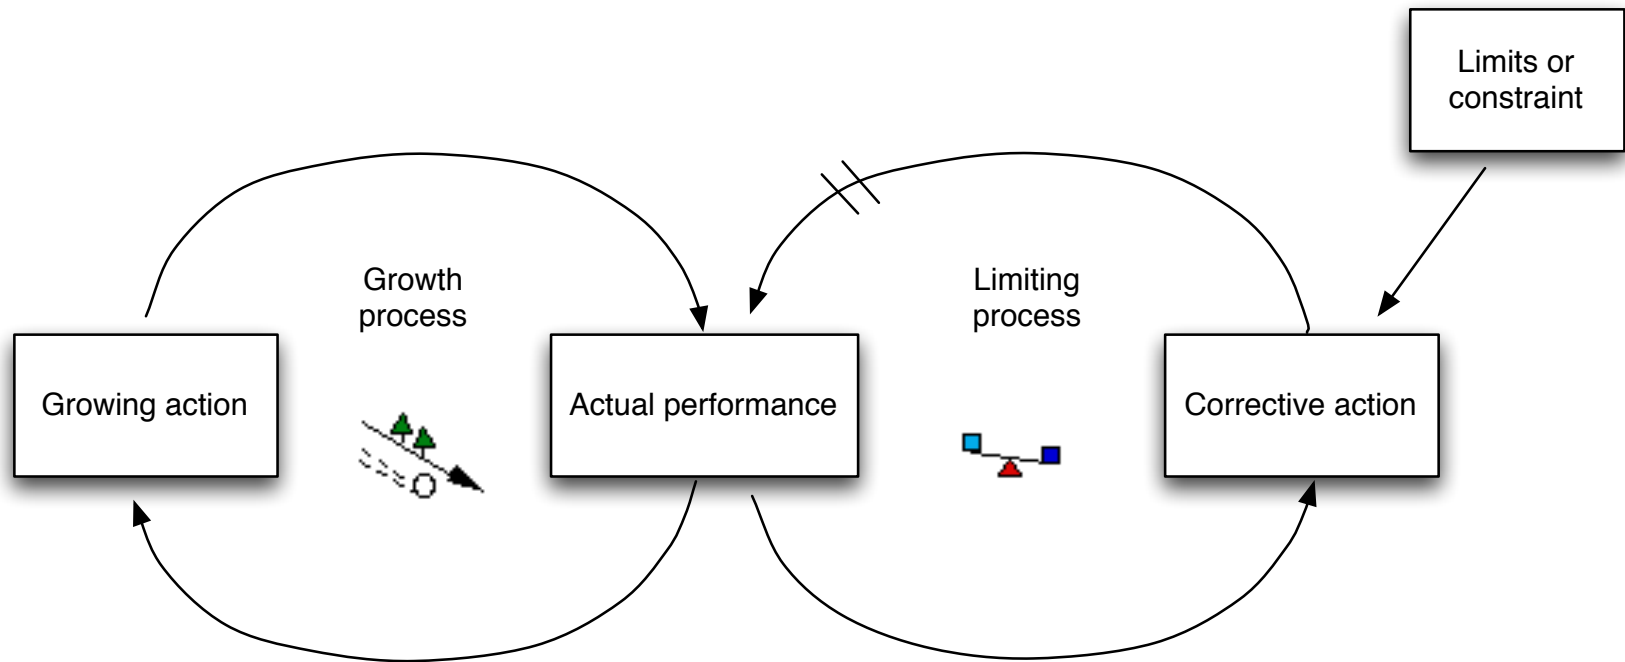 Limits or
constraint
Growth
process
Limiting
process
Growing action
Actual performance
Corrective action